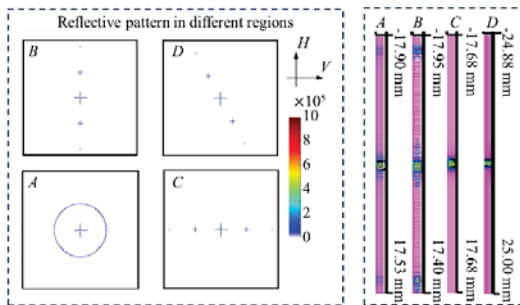 Reflective pattern in different regions
B
D
H
V
×10⁵
10
8
6
4
2
0
A
C
A B C D
-17.90 mm
-17.95 mm
-17.68 mm
-24.88 mm
17.53 mm
17.40 mm
17.68 mm
25.00 mm